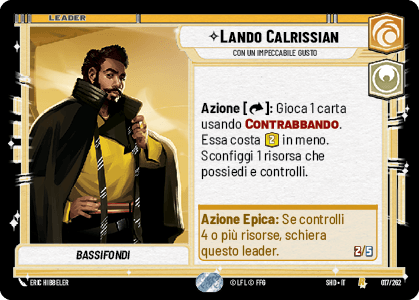 LEADER
LANDO CALRISSIAN
CON UN IMPECCABILE GUSTO
Azione [ ]: Gioca 1 carta
usando CONTRABBANDO.
Essa costa 2 in meno.
Sconfiggi 1 risorsa che
possiedi e controlli.
Azione Epica: Se controlli
4 o più risorse, schiera
questo leader.
2/5
BASSIFONDI
ERIC HIBBELER
© LFL © FFG
SHD • IT
017/262